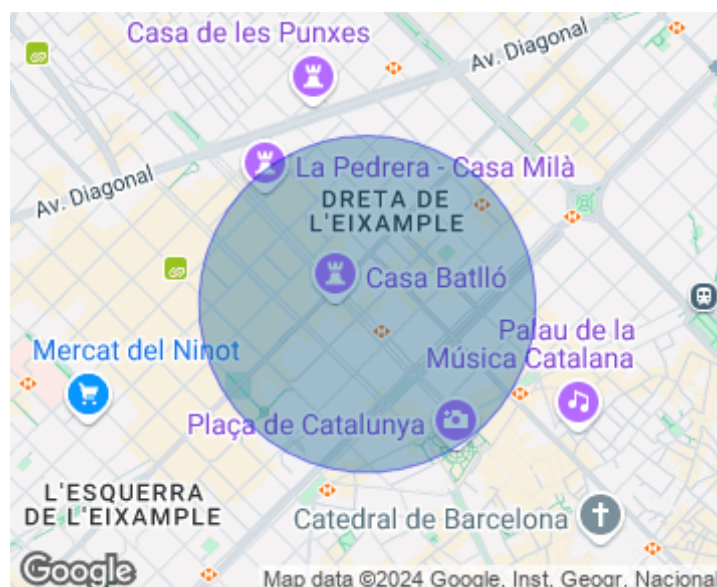 Casa de les Punxes
Av. Diagonal
La Pedrera - Casa Milà
DRETA DE
L'EIXAMPLE
Av. Diagonal
Casa Batlló
Mercat del Ninot
Palau de la
Música Catalana
Plaça de Catalunya
L'ESQUERRA
DE L'EIXAMPLE
Catedral de Barcelona
Google
Map data ©2024 Google, Inst. Geogr. Nacional